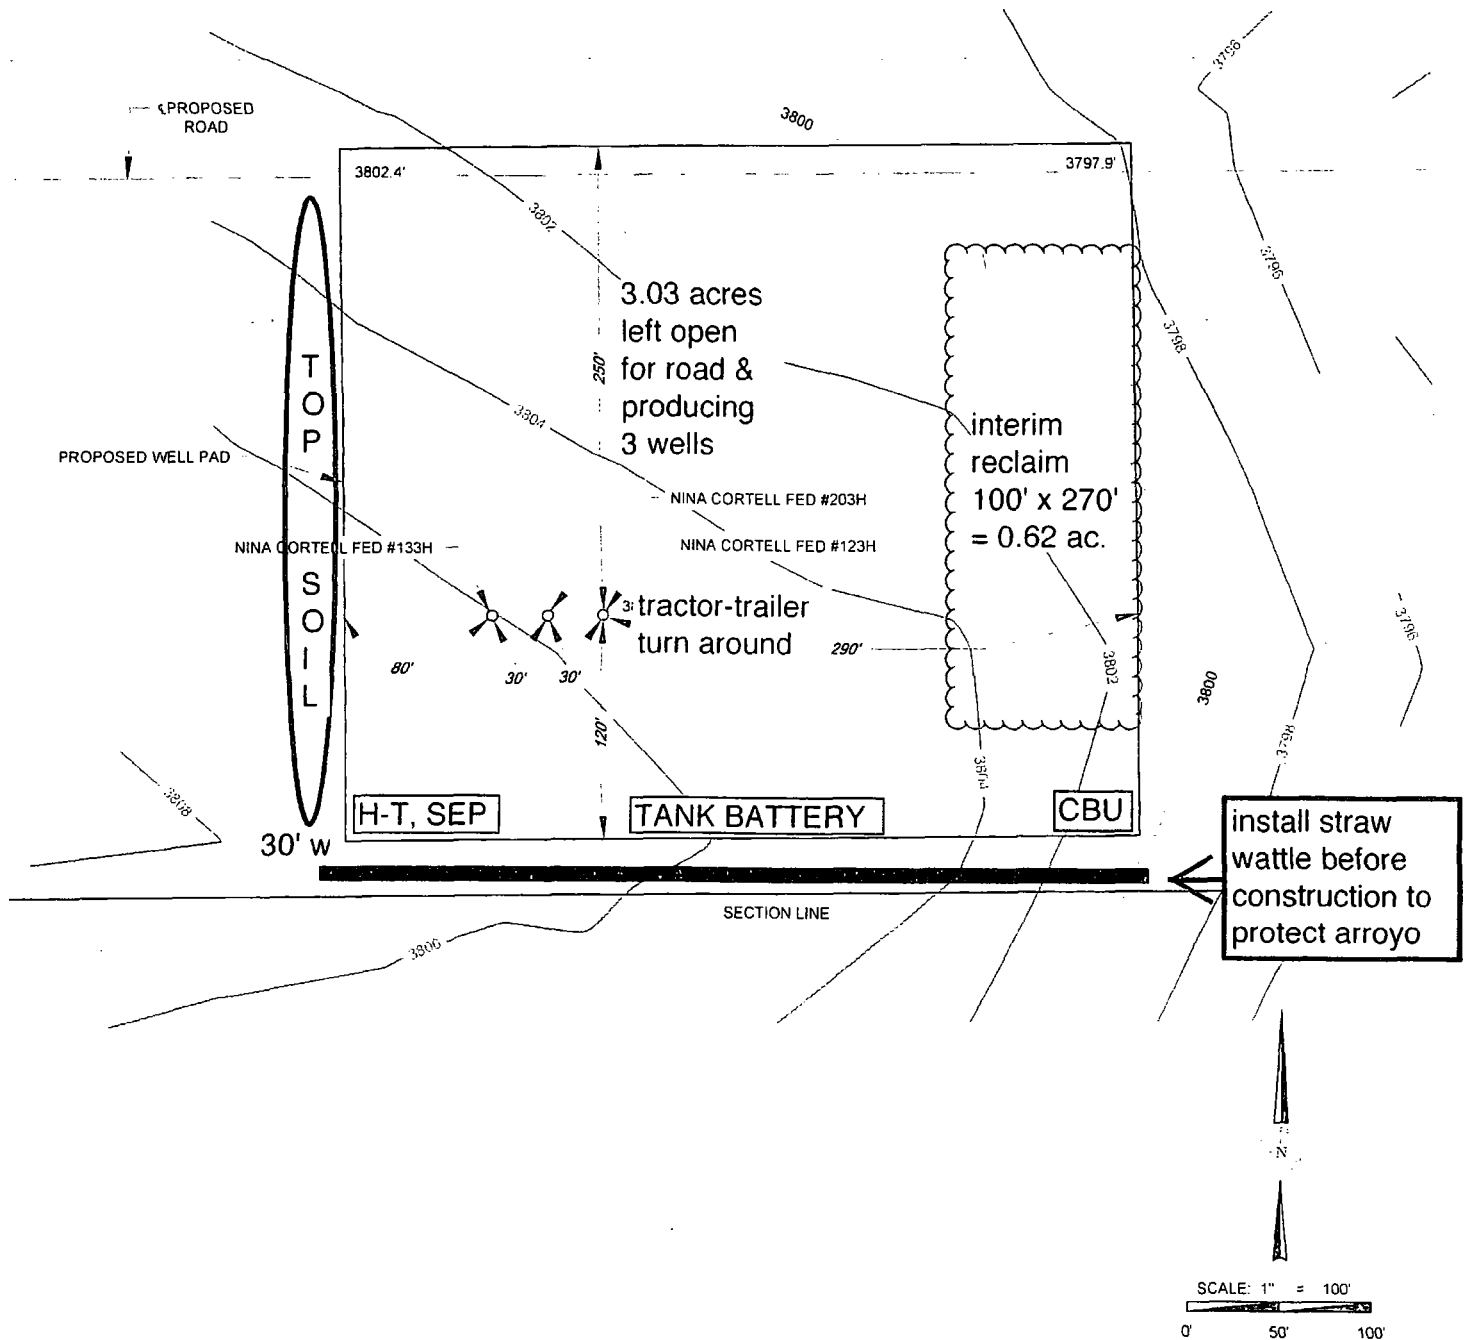 3796
℄PROPOSED
ROAD
3800
3802.4'
3797.9'
3802
3796
3.03 acres
left open
for road &
producing
3 wells
250'
3798
TOP SOIL
3804
interim
reclaim
100' x 270'
= 0.62 ac.
PROPOSED WELL PAD
NINA CORTELL FED #203H
NINA CORTELL FED #133H
NINA CORTELL FED #123H
tractor-trailer
turn around
290'
80'
30'
30'
3802
3796
3800
120'
3798
3808
H-T, SEP
TANK BATTERY
CBU
30' W
install straw
wattle before
construction to
protect arroyo
SECTION LINE
N
SCALE: 1" = 100'
0'
50'
100'